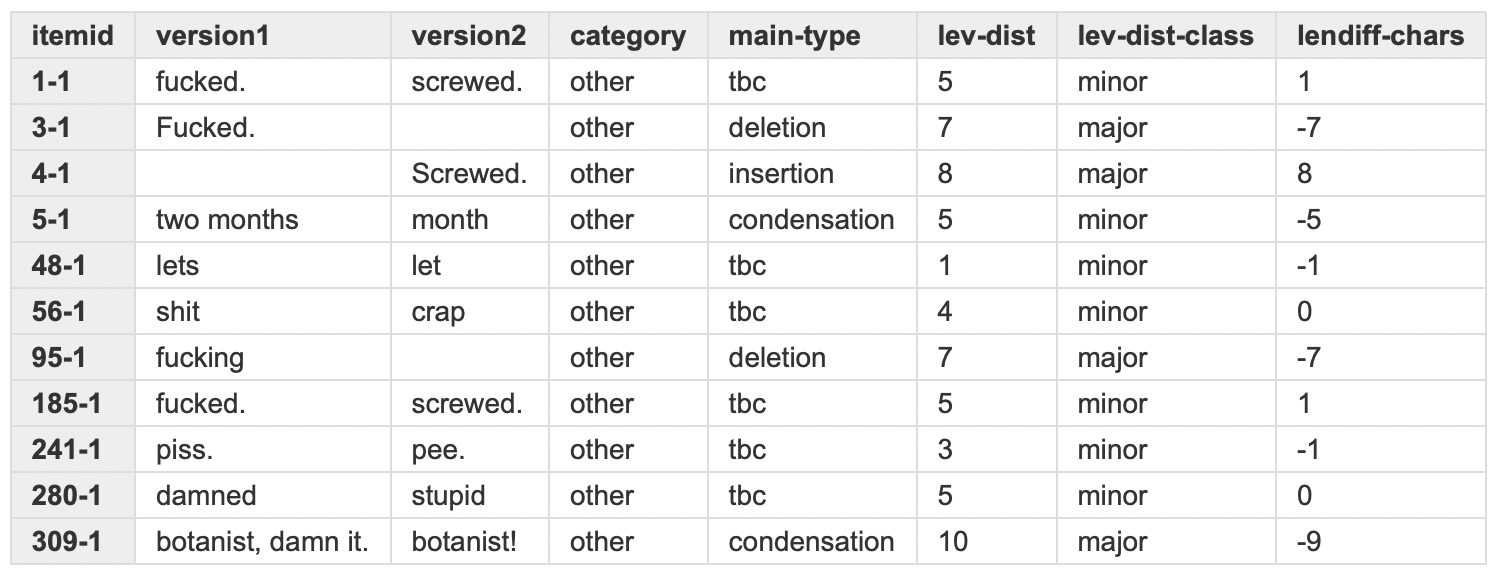 itemid version1 version2 category main-type lev-dist lev-dist-class lendiff-chars
1-1 fucked. screwed. other tbc 5 minor 1
3-1 Fucked. other deletion 7 major -7
4-1 Screwed. other insertion 8 major 8
5-1 two months month other condensation 5 minor -5
48-1 lets let other tbc 1 minor -1
56-1 shit crap other tbc 4 minor 0
95-1 fucking other deletion 7 major -7
185-1 fucked. screwed. other tbc 5 minor 1
241-1 piss. pee. other tbc 3 minor -1
280-1 damned stupid other tbc 5 minor 0
309-1 botanist, damn it. botanist! other condensation 10 major -9